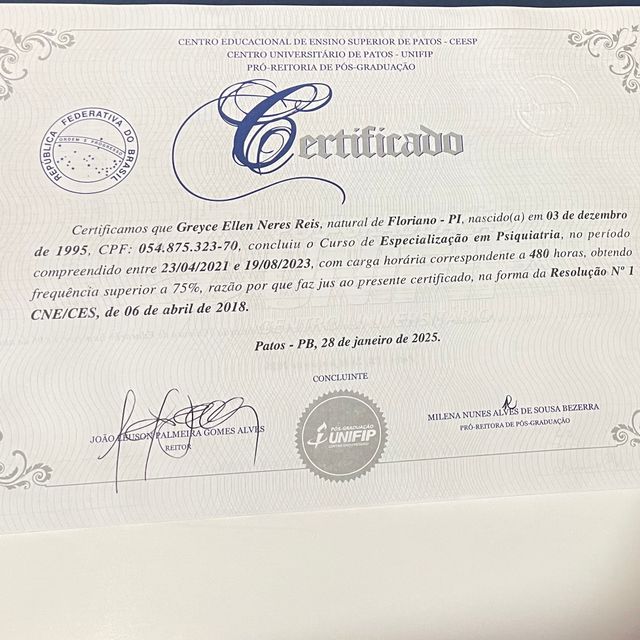 CENTRO EDUCACIONAL DE ENSINO SUPERIOR DE PATOS - CEESP
CENTRO UNIVERSITÁRIO DE PATOS - UNIFIP
PRÓ-REITORIA DE PÓS-GRADUAÇÃO
REPÚBLICA FEDERATIVA DO BRASIL
ORDEM E PROGRESSO
Certificado
Certificamos que Greyce Ellen Neres Reis, natural de Floriano - PI, nascido(a) em 03 de dezembro
de 1995, CPF: 054.875.323-70, concluiu o Curso de Especialização em Psiquiatria, no período
compreendido entre 23/04/2021 e 19/08/2023, com carga horária correspondente a 480 horas, obtendo
frequência superior a 75%, razão por que faz jus ao presente certificado, na forma da Resolução Nº 1
CNE/CES, de 06 de abril de 2018.
Patos - PB, 28 de janeiro de 2025.
CONCLUINTE
JOÃO LEUSON PALMEIRA GOMES ALVES
REITOR
PÓS-GRADUAÇÃO
UNIFIP
MILENA NUNES ALVES DE SOUSA BEZERRA
PRÓ-REITORA DE PÓS-GRADUAÇÃO